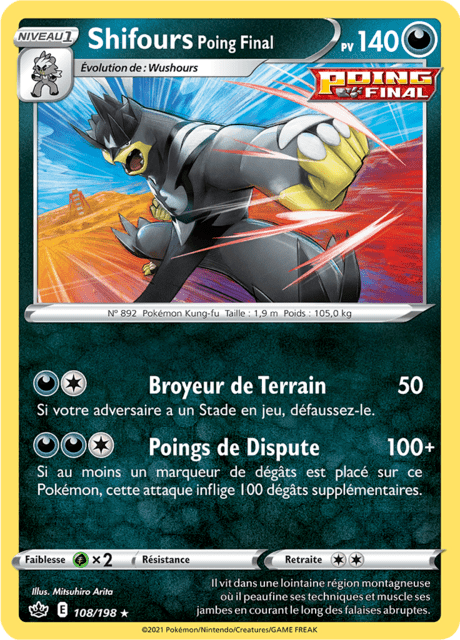 NIVEAU 1
Shifours Poing Final
PV 140
Évolution de : Wushours
POING
FINAL
N° 892 Pokémon Kung-fu Taille : 1,9 m Poids : 105,0 kg
Broyeur de Terrain 50
Si votre adversaire a un Stade en jeu, défaussez-le.
Poings de Dispute 100+
Si au moins un marqueur de dégâts est placé sur ce
Pokémon, cette attaque inflige 100 dégâts supplémentaires.
Faiblesse ×2 Résistance Retraite
Illus. Mitsuhiro Arita
E 108/198 ★
Il vit dans une lointaine région montagneuse
où il peaufine ses techniques et muscle ses
jambes en courant le long des falaises abruptes.
©2021 Pokémon/Nintendo/Creatures/GAME FREAK